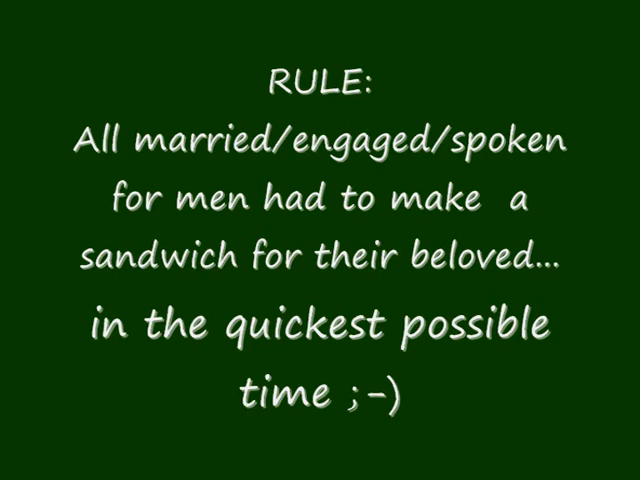 RULE:
All married/engaged/spoken
for men had to make a
sandwich for their beloved...
in the quickest possible
time ;-)